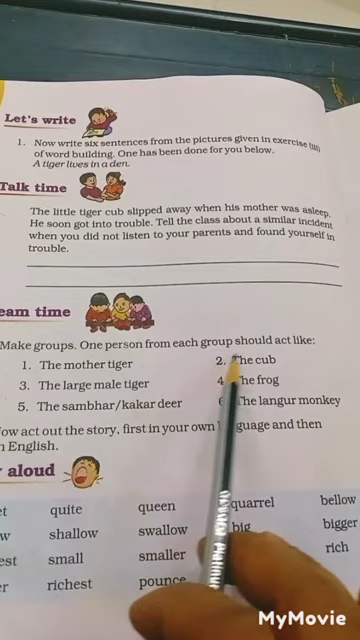 Let's write
1. Now write six sentences from the pictures given in exercise (iii)
of word building. One has been done for you below.
A tiger lives in a den.
Talk time
The little tiger cub slipped away when his mother was asleep.
He soon got into trouble. Tell the class about a similar incident
when you did not listen to your parents and found yourself in
trouble.
eam time
Make groups. One person from each group should act like:
1. The mother tiger 2. The cub
3. The large male tiger 4. The frog
5. The sambhar/kakar deer The langur monkey
ow act out the story, first in your own language and then
n English.
aloud
et quite queen quarrel bellow
w shallow swallow big bigger
est small smaller rich
er richest pounce
MyMovie